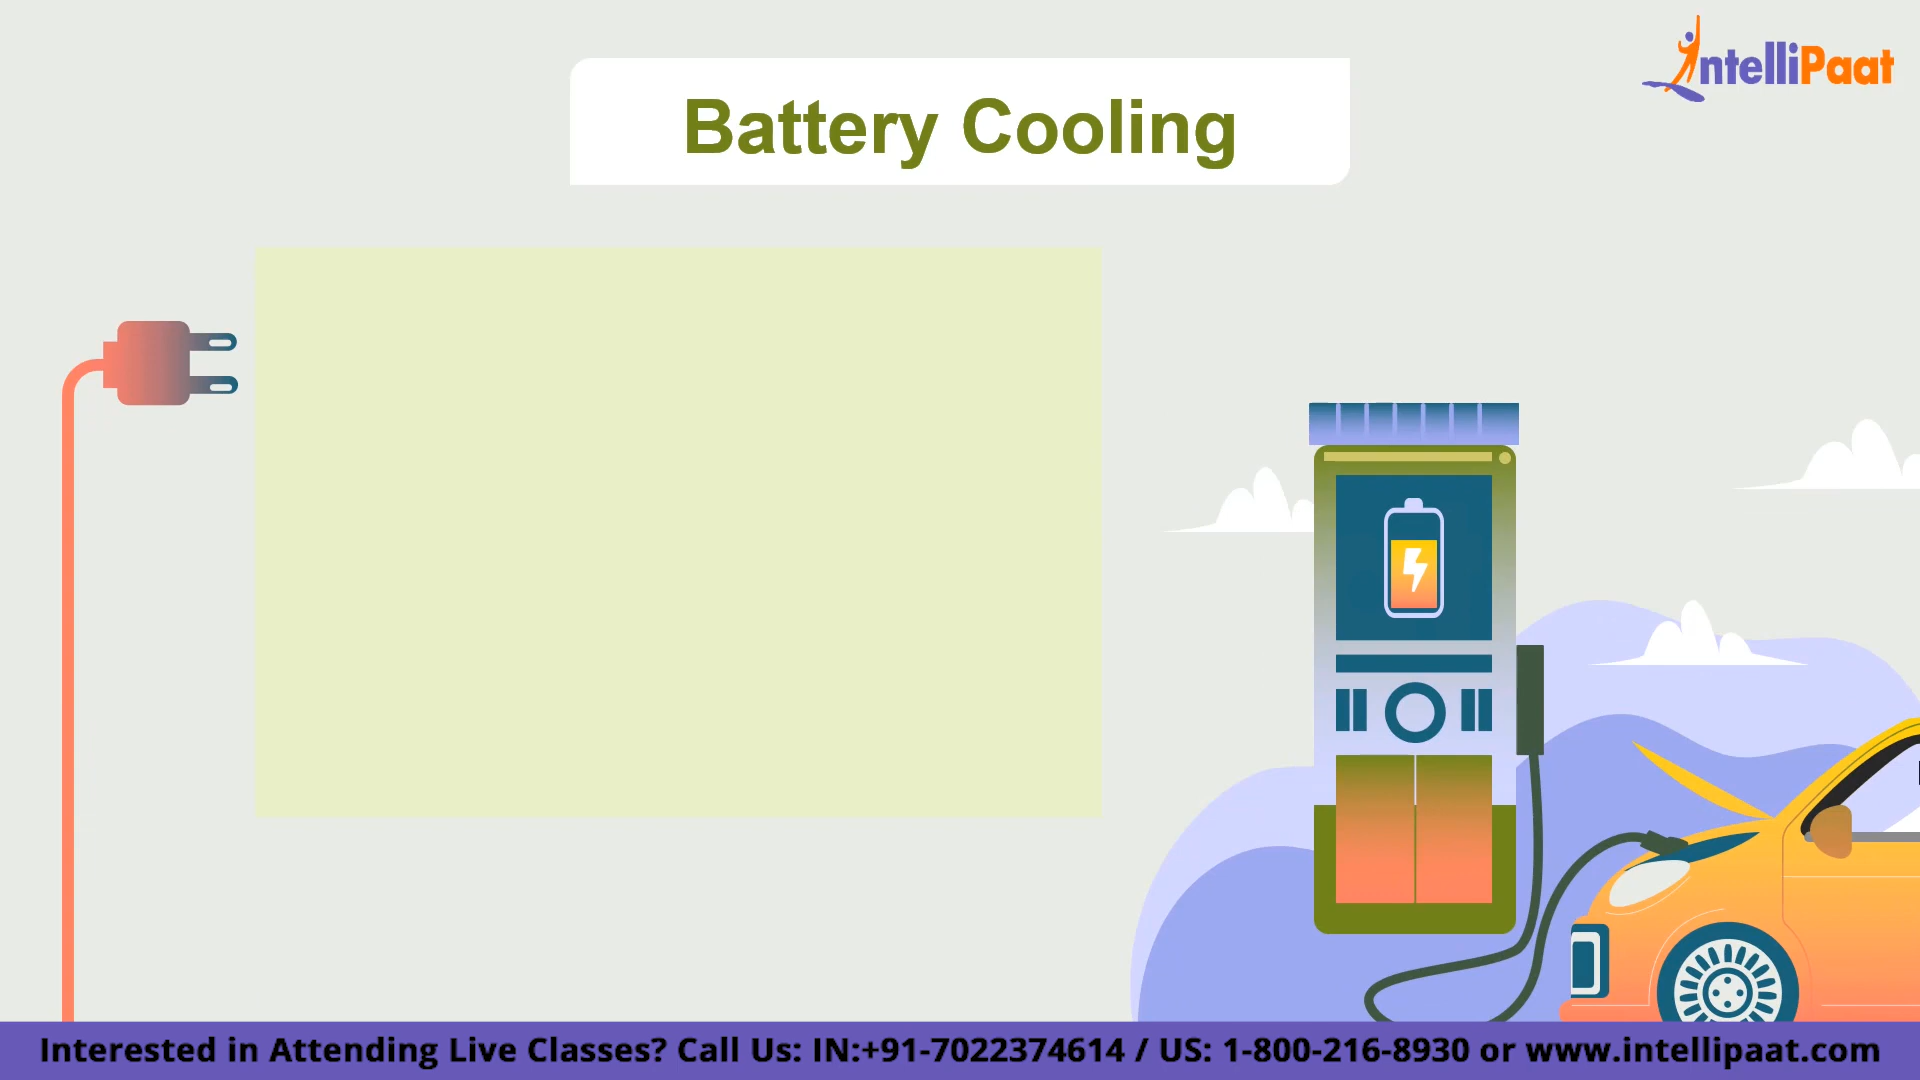 IntelliPaat
Battery Cooling
Interested in Attending Live Classes? Call Us: IN:+91-7022374614 / US: 1-800-216-8930 or www.intellipaat.com